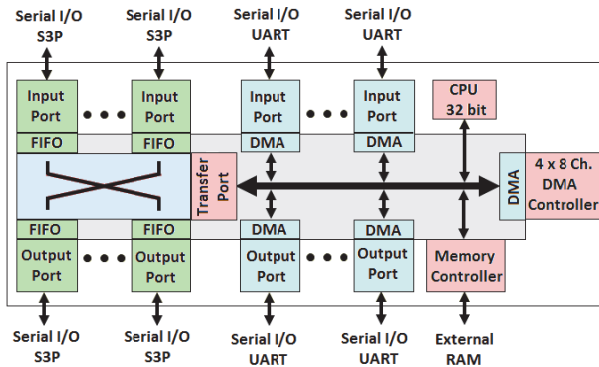 Serial I/O
S3P
Serial I/O
S3P
Serial I/O
UART
Serial I/O
UART
Input
Port
Input
Port
Input
Port
Input
Port
CPU
32 bit
FIFO
FIFO
DMA
DMA
Transfer
Port
DMA
4 x 8 Ch.
DMA
Controller
FIFO
FIFO
DMA
DMA
Output
Port
Output
Port
Output
Port
Output
Port
Memory
Controller
Serial I/O
S3P
Serial I/O
S3P
Serial I/O
UART
Serial I/O
UART
External
RAM